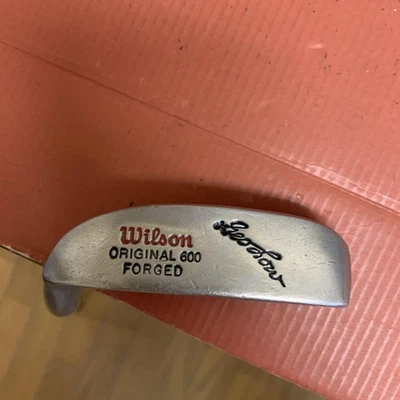 Wilson
ORIGINAL 600
FORGED
Geo Low